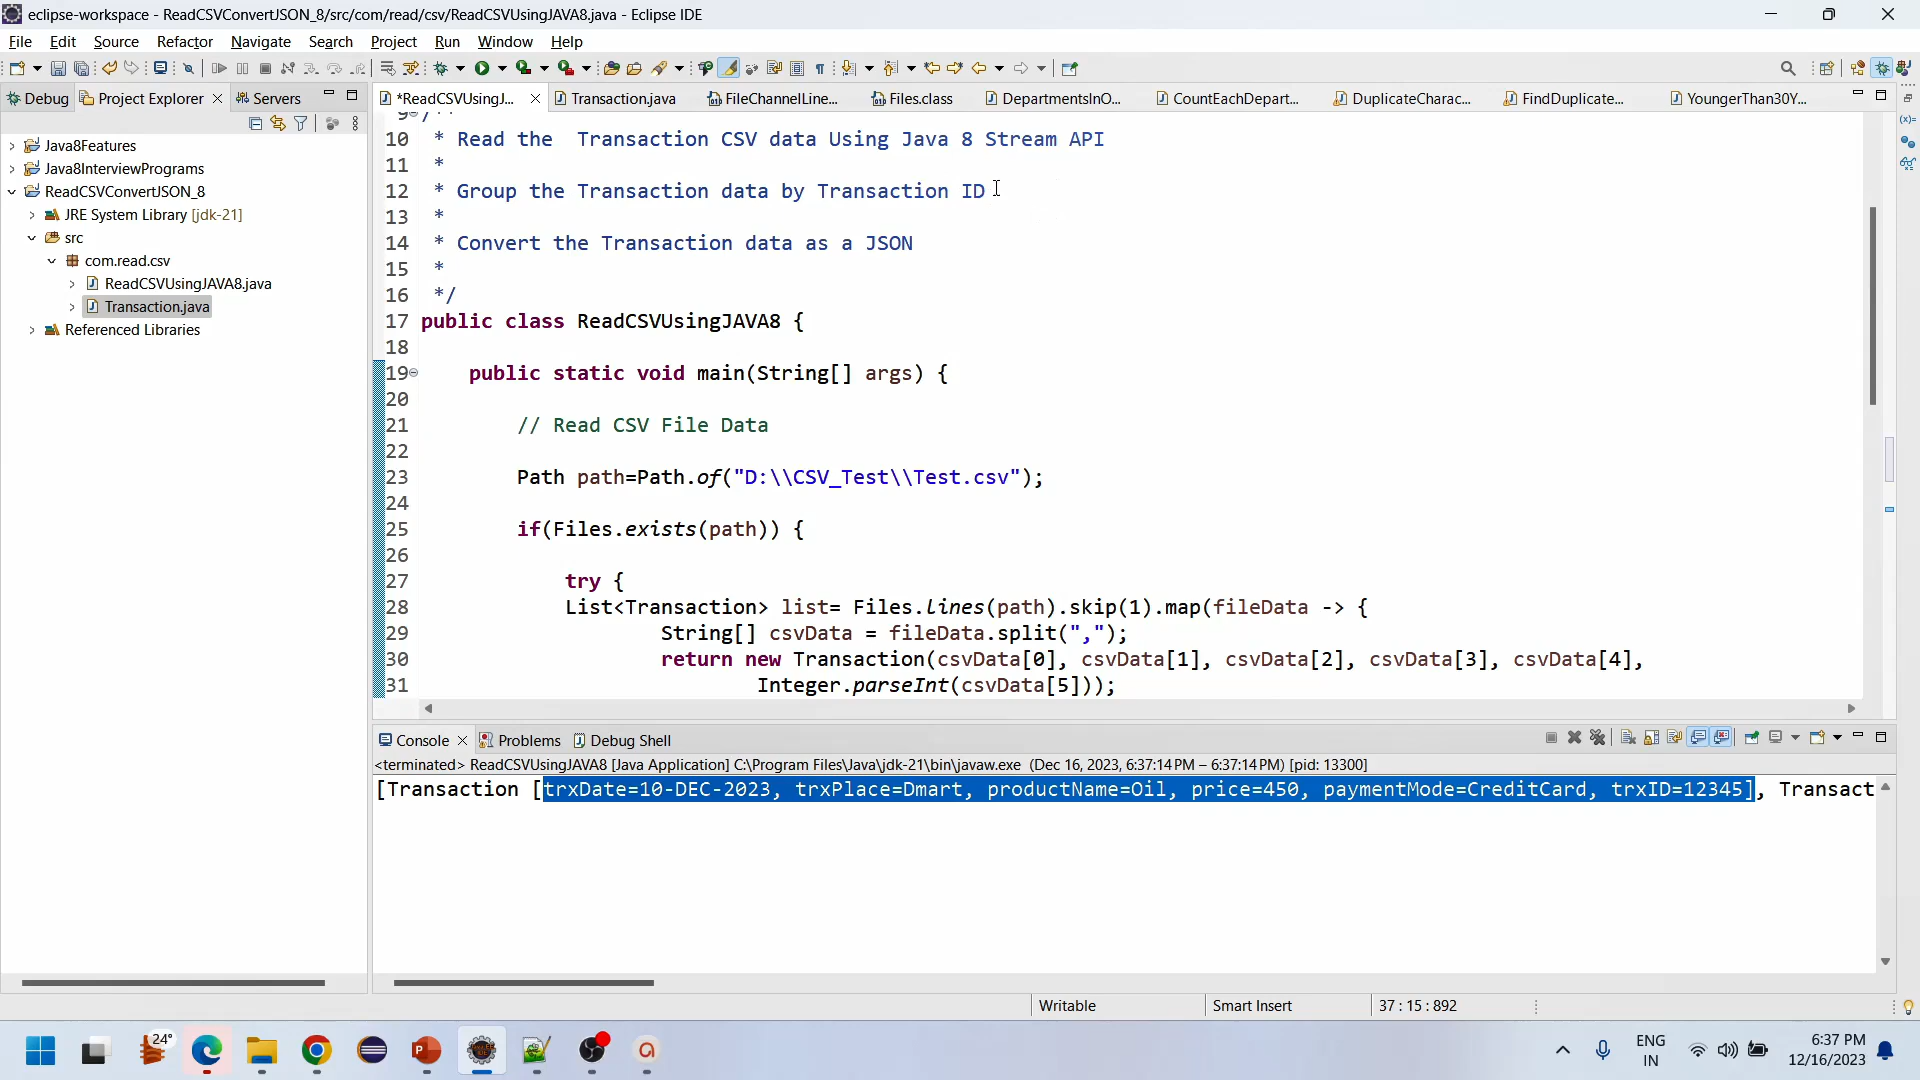 eclipse-workspace - ReadCSVConvertJSON_8/src/com/read/csv/ReadCSVUsingJAVA8.java - Eclipse IDE
File Edit Source Refactor Navigate Search Project Run Window Help
Debug Project Explorer Servers
*ReadCSVUsingJ... Transaction.java FileChannelLine... Files.class DepartmentsInO... CountEachDepart... DuplicateCharac... FindDuplicate... YoungerThan30Y...
Java8Features
Java8InterviewPrograms
ReadCSVConvertJSON_8
JRE System Library [jdk-21]
src
com.read.csv
ReadCSVUsingJAVA8.java
Transaction.java
Referenced Libraries
9 /**
10 * Read the  Transaction CSV data Using Java 8 Stream API
11 *
12 * Group the Transaction data by Transaction ID
13 *
14 * Convert the Transaction data as a JSON
15 *
16 */
17 public class ReadCSVUsingJAVA8 {
18
19 public static void main(String[] args) {
20
21 // Read CSV File Data
22
23 Path path=Path.of("D:\\CSV_Test\\Test.csv");
24
25 if(Files.exists(path)) {
26
27 try {
28 List<Transaction> list= Files.lines(path).skip(1).map(fileData -> {
29 String[] csvData = fileData.split(",");
30 return new Transaction(csvData[0], csvData[1], csvData[2], csvData[3], csvData[4],
31 Integer.parseInt(csvData[5]));
Console Problems Debug Shell
<terminated> ReadCSVUsingJAVA8 [Java Application] C:\Program Files\Java\jdk-21\bin\javaw.exe (Dec 16, 2023, 6:37:14 PM – 6:37:14 PM) [pid: 13300]
[Transaction [trxDate=10-DEC-2023, trxPlace=Dmart, productName=Oil, price=450, paymentMode=CreditCard, trxID=12345], Transact
Writable Smart Insert 37 : 15 : 892
24°
ENG
IN
6:37 PM
12/16/2023